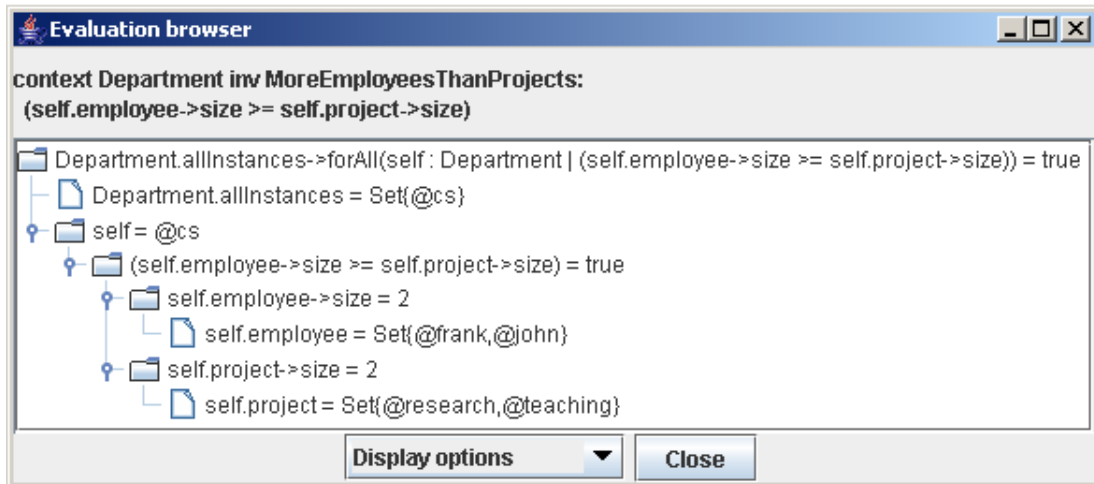 Evaluation browser
context Department inv MoreEmployeesThanProjects:
(self.employee->size >= self.project->size)
Department.allInstances->forAll(self : Department | (self.employee->size >= self.project->size)) = true
Department.allInstances = Set{@cs}
self = @cs
(self.employee->size >= self.project->size) = true
self.employee->size = 2
self.employee = Set{@frank,@john}
self.project->size = 2
self.project = Set{@research,@teaching}
Display options
Close